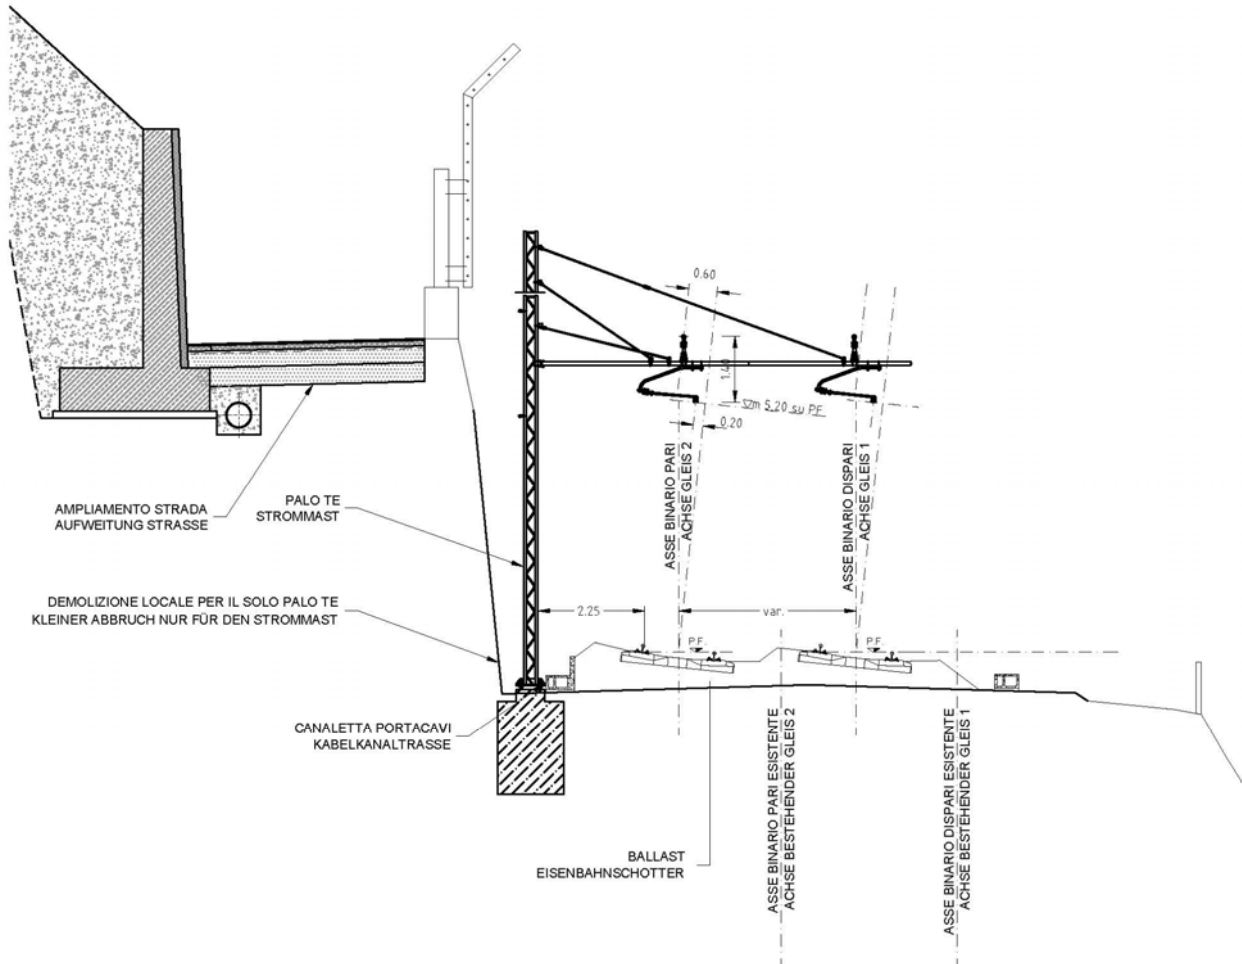 0.60
1.40
▽m 5.20 su P.F.
0.20
ASSE BINARIO PARI
ACHSE GLEIS 2
ASSE BINARIO DISPARI
ACHSE GLEIS 1
AMPLIAMENTO STRADA
AUFWEITUNG STRASSE
PALO TE
STROMMAST
DEMOLIZIONE LOCALE PER IL SOLO PALO TE
KLEINER ABBRUCH NUR FÜR DEN STROMMAST
2.25
var.
P.F.
P.F.
CANALETTA PORTACAVI
KABELKANALTRASSE
ASSE BINARIO PARI ESISTENTE
ACHSE BESTEHENDER GLEIS 2
ASSE BINARIO DISPARI ESISTENTE
ACHSE BESTEHENDER GLEIS 1
BALLAST
EISENBAHNSCHOTTER